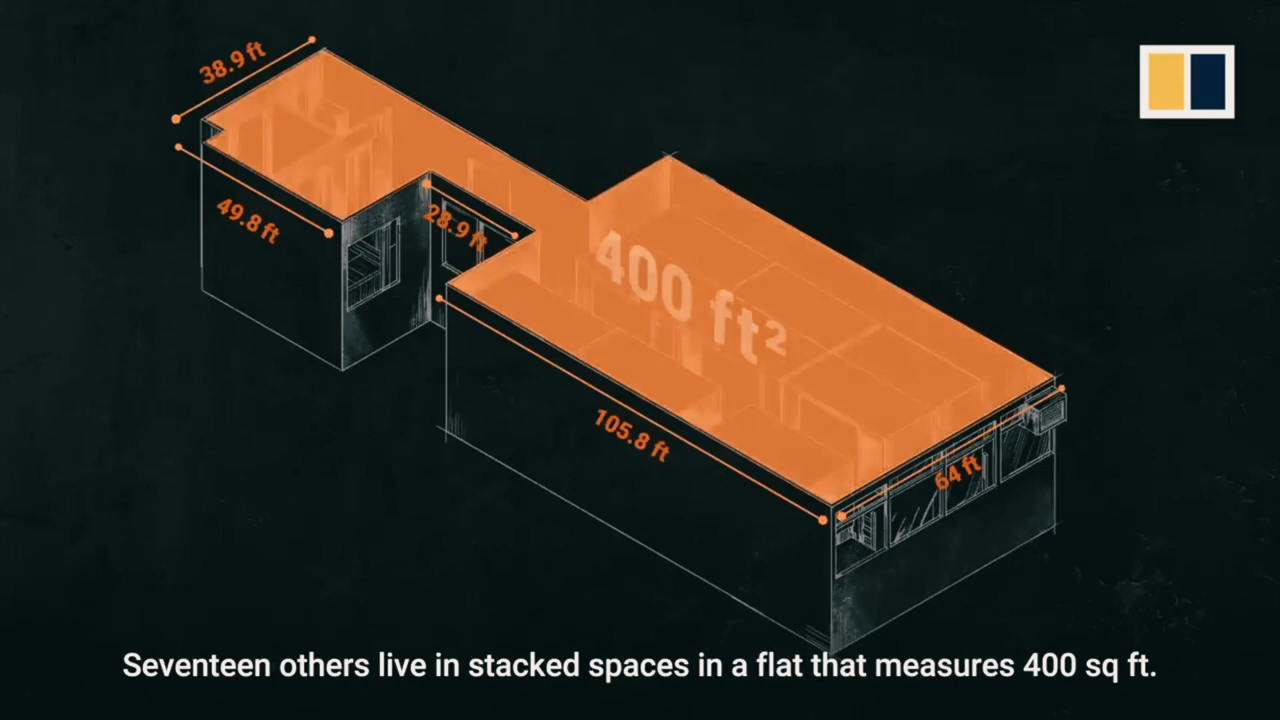 38.9 ft
49.8 ft
28.9 ft
400 ft²
105.8 ft
64 ft
Seventeen others live in stacked spaces in a flat that measures 400 sq ft.